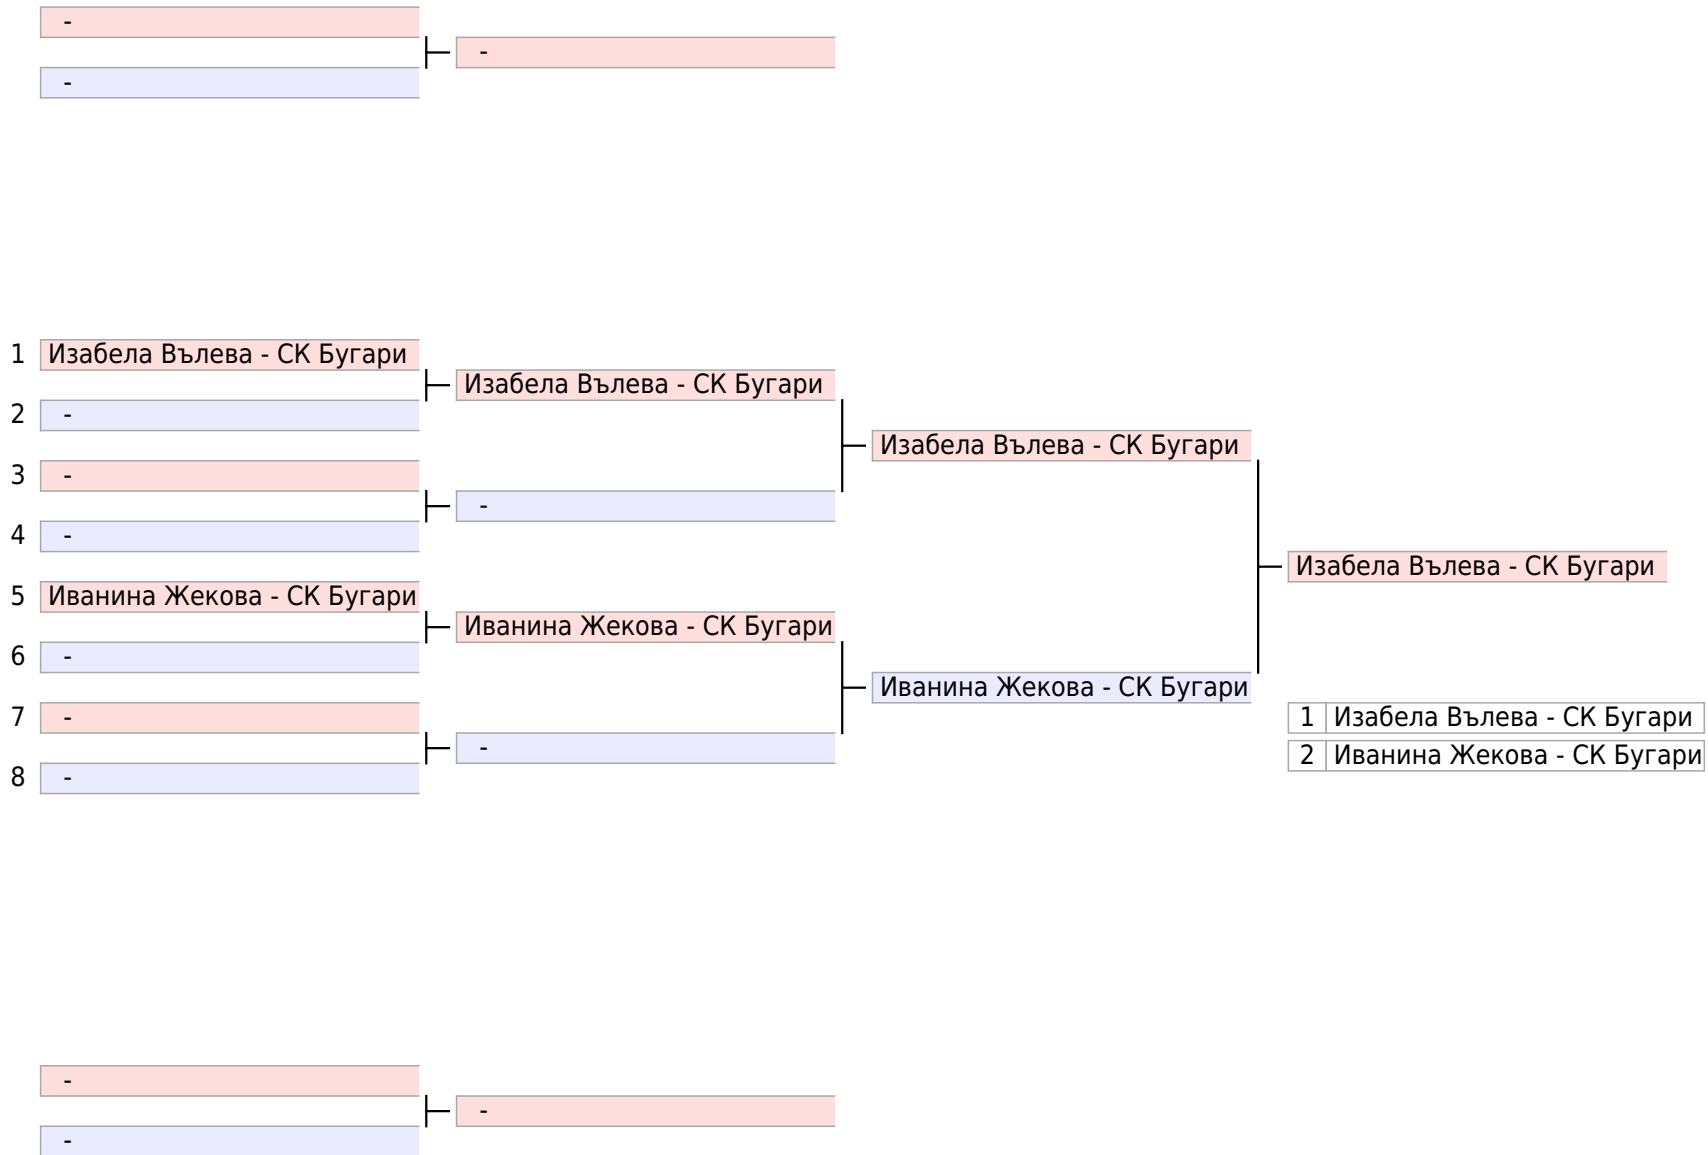 -
-
-
1 Изабела Вълева - СК Бугари
Изабела Вълева - СК Бугари
2 -
Изабела Вълева - СК Бугари
3 -
-
4 -
Изабела Вълева - СК Бугари
5 Иванина Жекова - СК Бугари
Иванина Жекова - СК Бугари
6 -
Иванина Жекова - СК Бугари
7 -
1 Изабела Вълева - СК Бугари
-
2 Иванина Жекова - СК Бугари
8 -
-
-
-